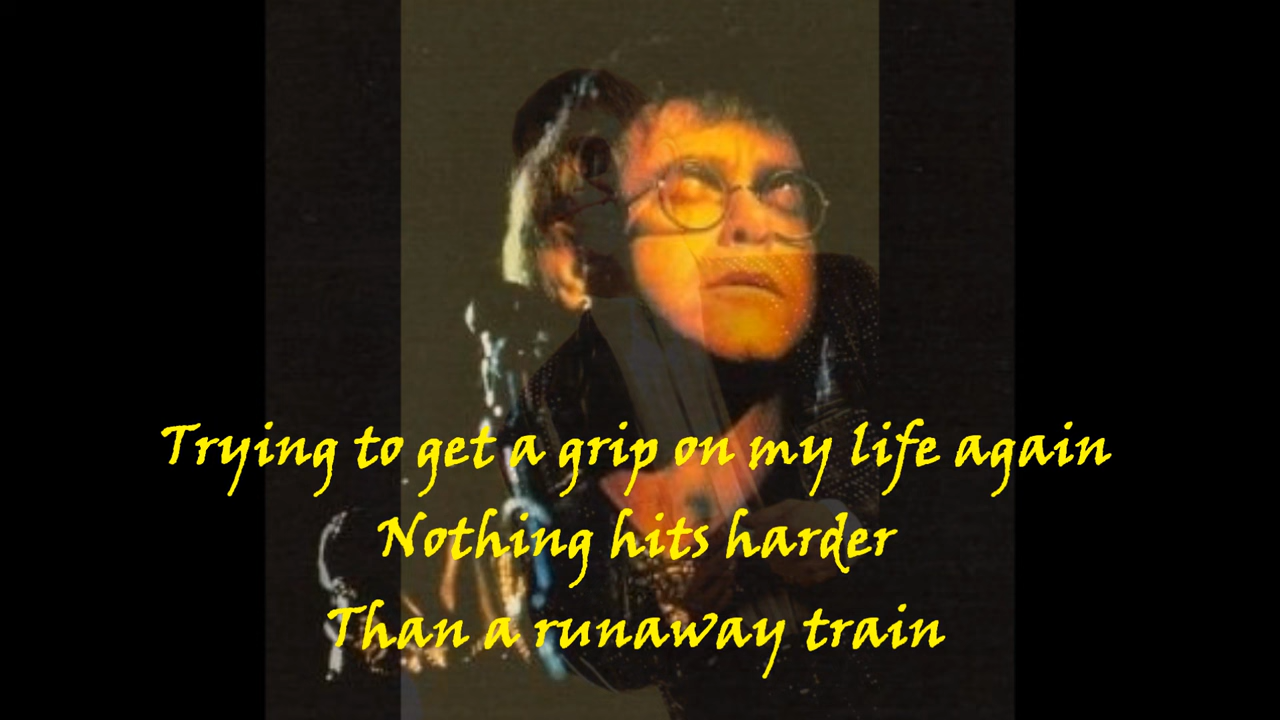 Trying to get a grip on my life again
Nothing hits harder
Than a runaway train